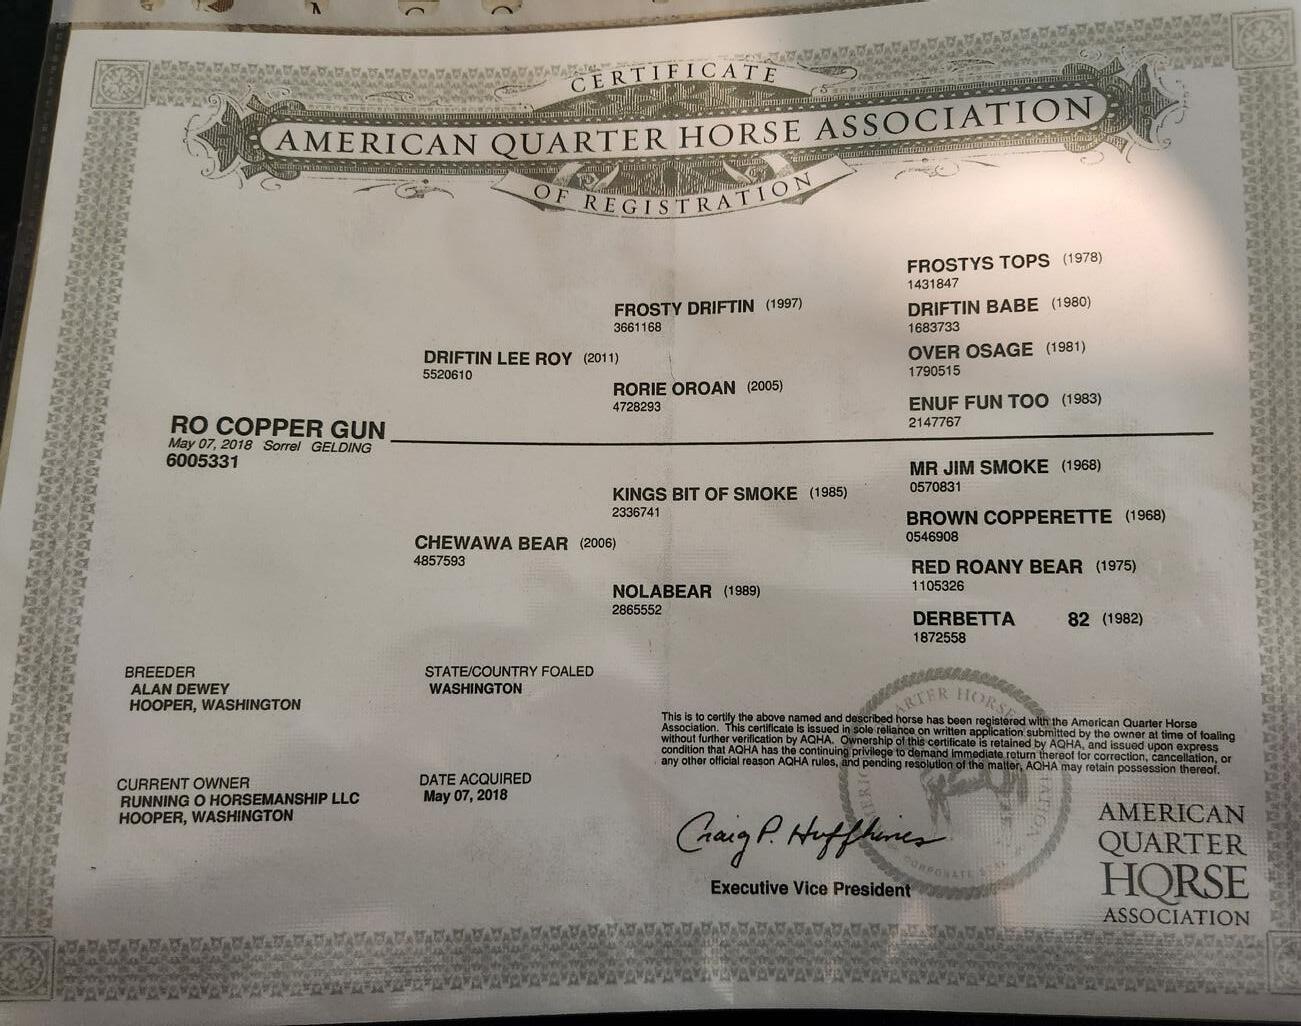 CERTIFICATE
AMERICAN QUARTER HORSE ASSOCIATION
OF REGISTRATION
FROSTYS TOPS (1978)
1431847
FROSTY DRIFTIN (1997)
3661168
DRIFTIN BABE (1980)
1683733
DRIFTIN LEE ROY (2011)
5520610
OVER OSAGE (1981)
1790515
RORIE OROAN (2005)
4728293
ENUF FUN TOO (1983)
2147767
RO COPPER GUN
May 07, 2018 Sorrel GELDING
6005331
MR JIM SMOKE (1968)
0570831
KINGS BIT OF SMOKE (1985)
2336741
BROWN COPPERETTE (1968)
0546908
CHEWAWA BEAR (2006)
4857593
RED ROANY BEAR (1975)
1105326
NOLABEAR (1989)
2865552
DERBETTA 82 (1982)
1872558
BREEDER
ALAN DEWEY
HOOPER, WASHINGTON
STATE/COUNTRY FOALED
WASHINGTON
This is to certify the above named and described horse has been registered with the American Quarter Horse
Association. This certificate is issued in sole reliance on written application submitted by the owner at time of foaling
without further verification by AQHA. Ownership of this certificate is retained by AQHA, and issued upon express
condition that AQHA has the continuing privilege to demand immediate return thereof for correction, cancellation, or
any other official reason AQHA rules, and pending resolution of the matter, AQHA may retain possession thereof.
CURRENT OWNER
RUNNING O HORSEMANSHIP LLC
HOOPER, WASHINGTON
DATE ACQUIRED
May 07, 2018
Craig P. Huffhines
Executive Vice President
AMERICAN
QUARTER
HORSE
ASSOCIATION